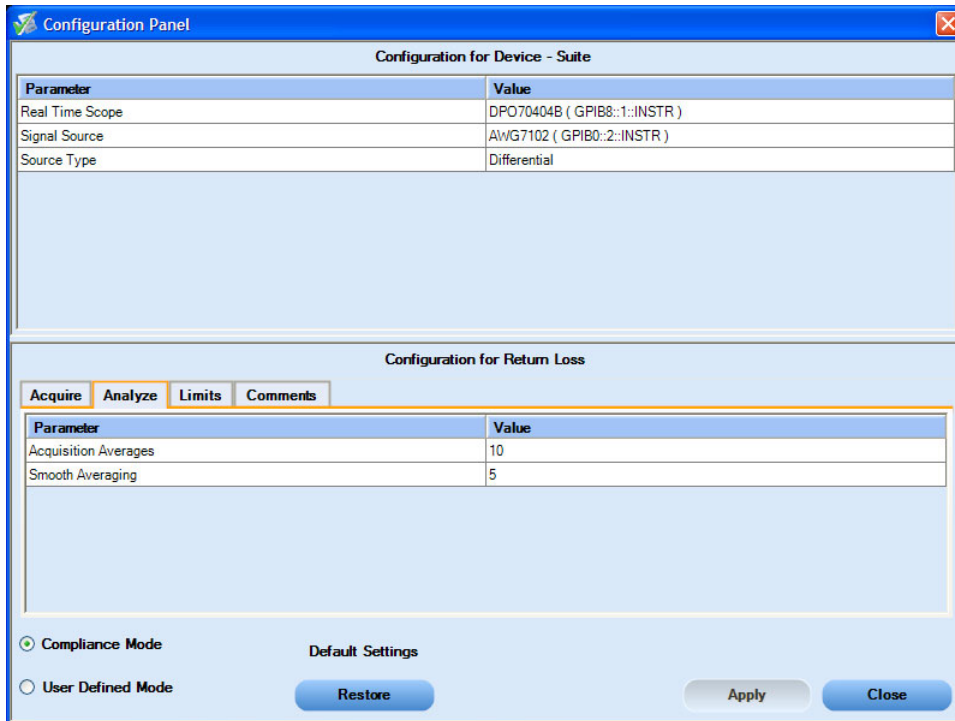 Configuration Panel
Configuration for Device - Suite
Parameter Value
Real Time Scope DPO70404B ( GPIB8::1::INSTR )
Signal Source AWG7102 ( GPIB0::2::INSTR )
Source Type Differential
Configuration for Return Loss
Acquire Analyze Limits Comments
Parameter Value
Acquisition Averages 10
Smooth Averaging 5
Compliance Mode
Default Settings
User Defined Mode
Restore Apply Close